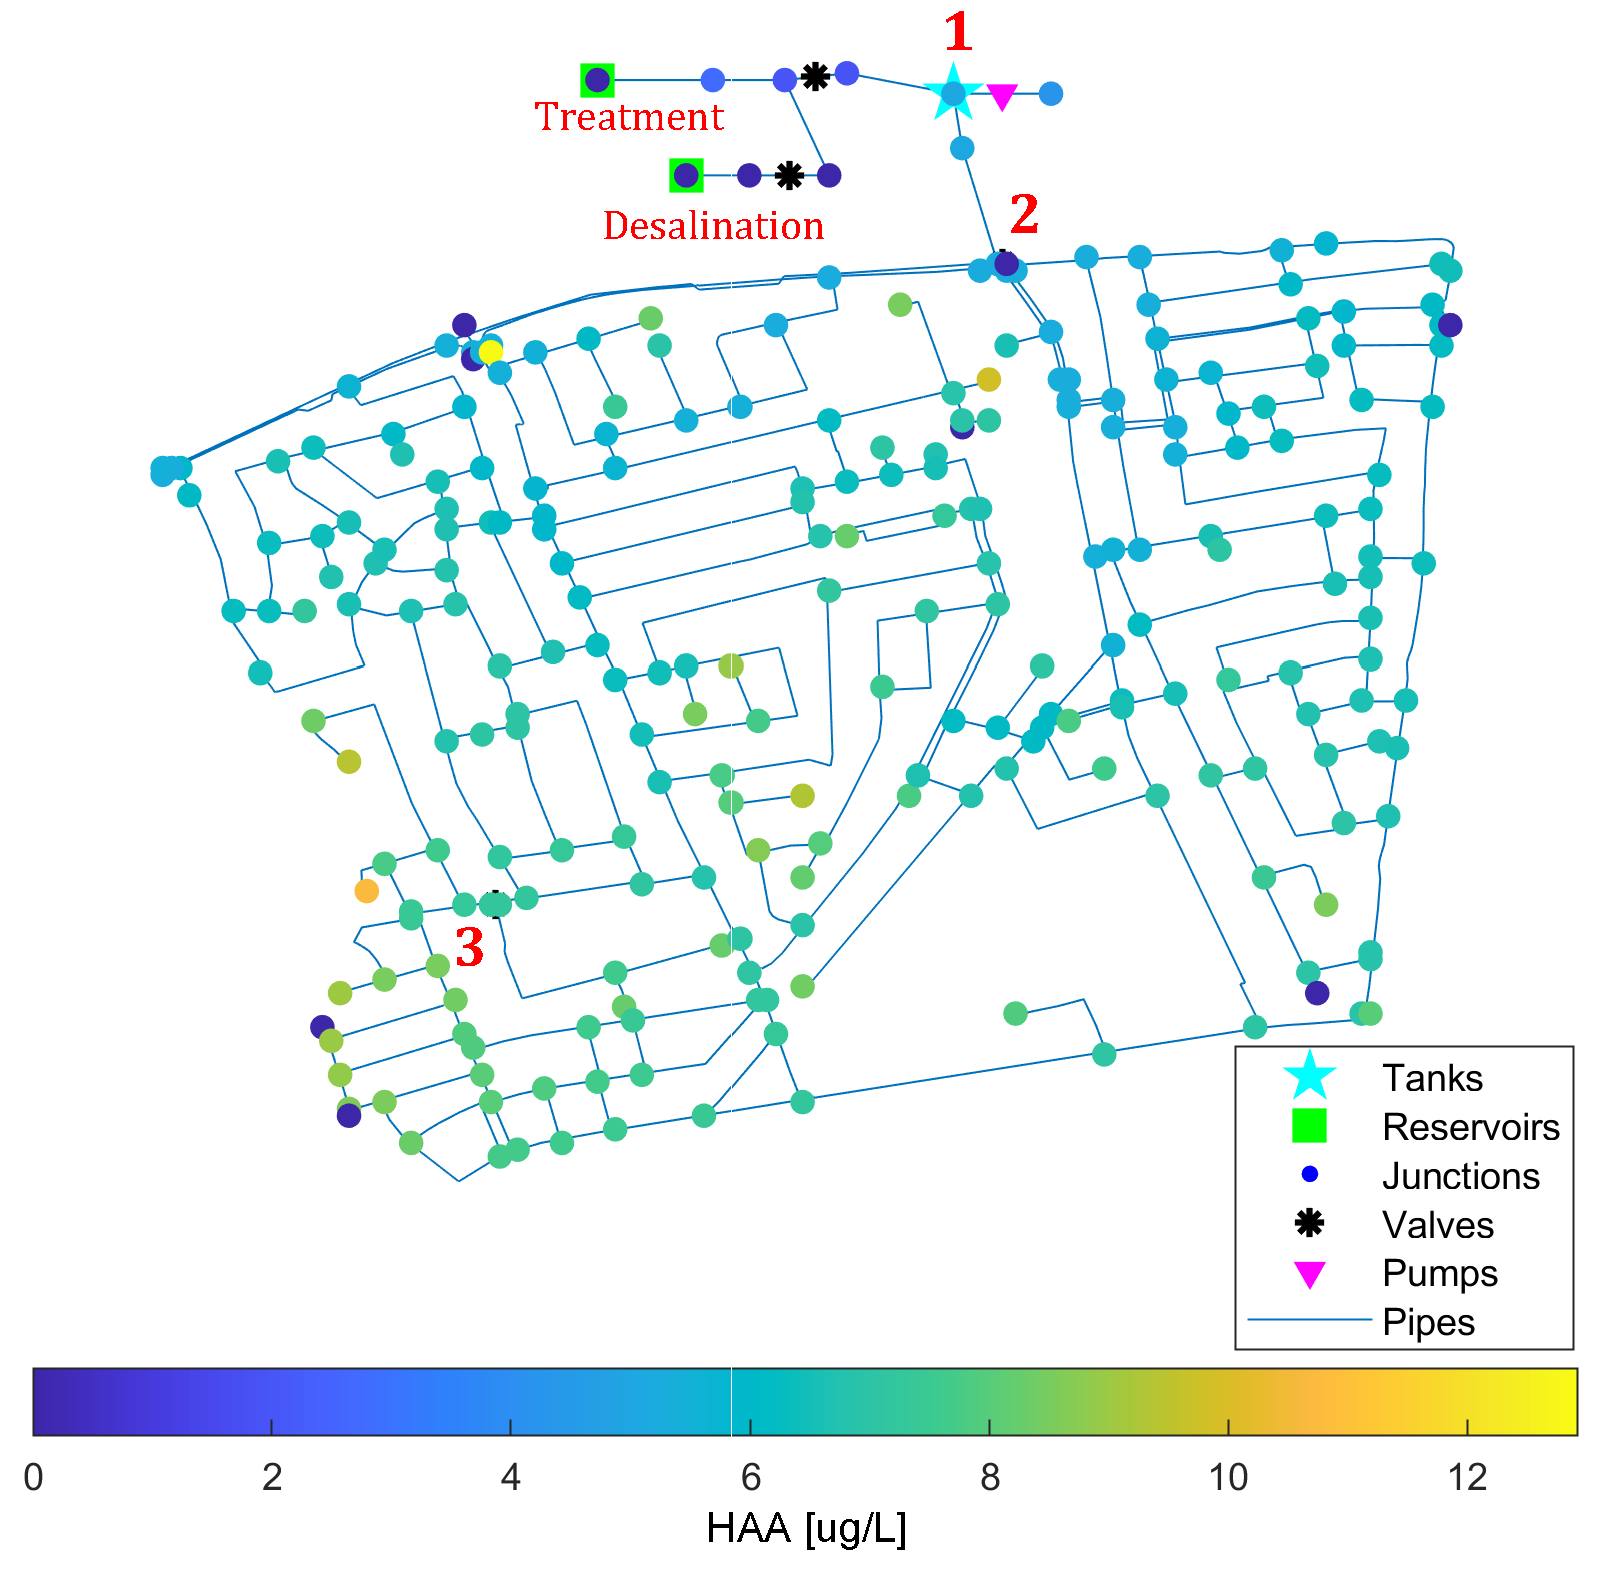 1
Treatment
2
Desalination
3
Tanks
Reservoirs
Junctions
Valves
Pumps
Pipes
0 2 4 6 8 10 12
HAA [ug/L]